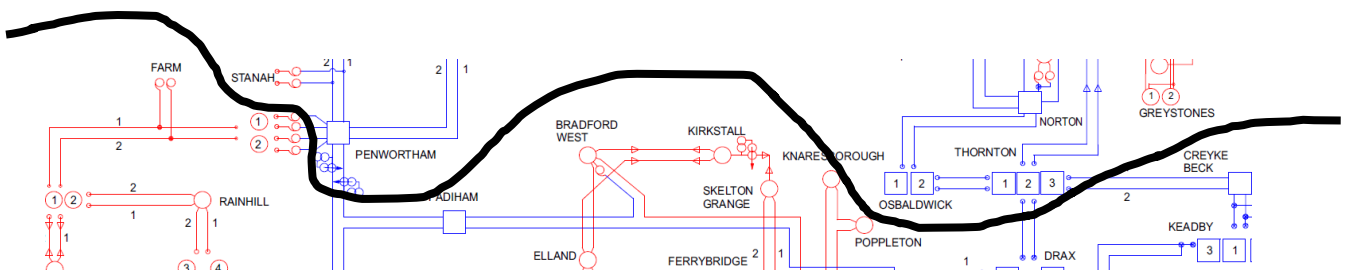 FARM
STANAH
2 1
2 1
1
2
1
2
PENWORTHAM
BRADFORD
WEST
KIRKSTALL
KNARESBOROUGH
NORTON
1 2
GREYSTONES
THORNTON
CREYKE
BECK
1 2
RAINHILL
2
1
2 1
1
3 4
PADIHAM
ELLAND
SKELTON
GRANGE
2 1
FERRYBRIDGE
POPPLETON
1 2
OSBALDWICK
1 2 3
2
DRAX
1
KEADBY
3 1